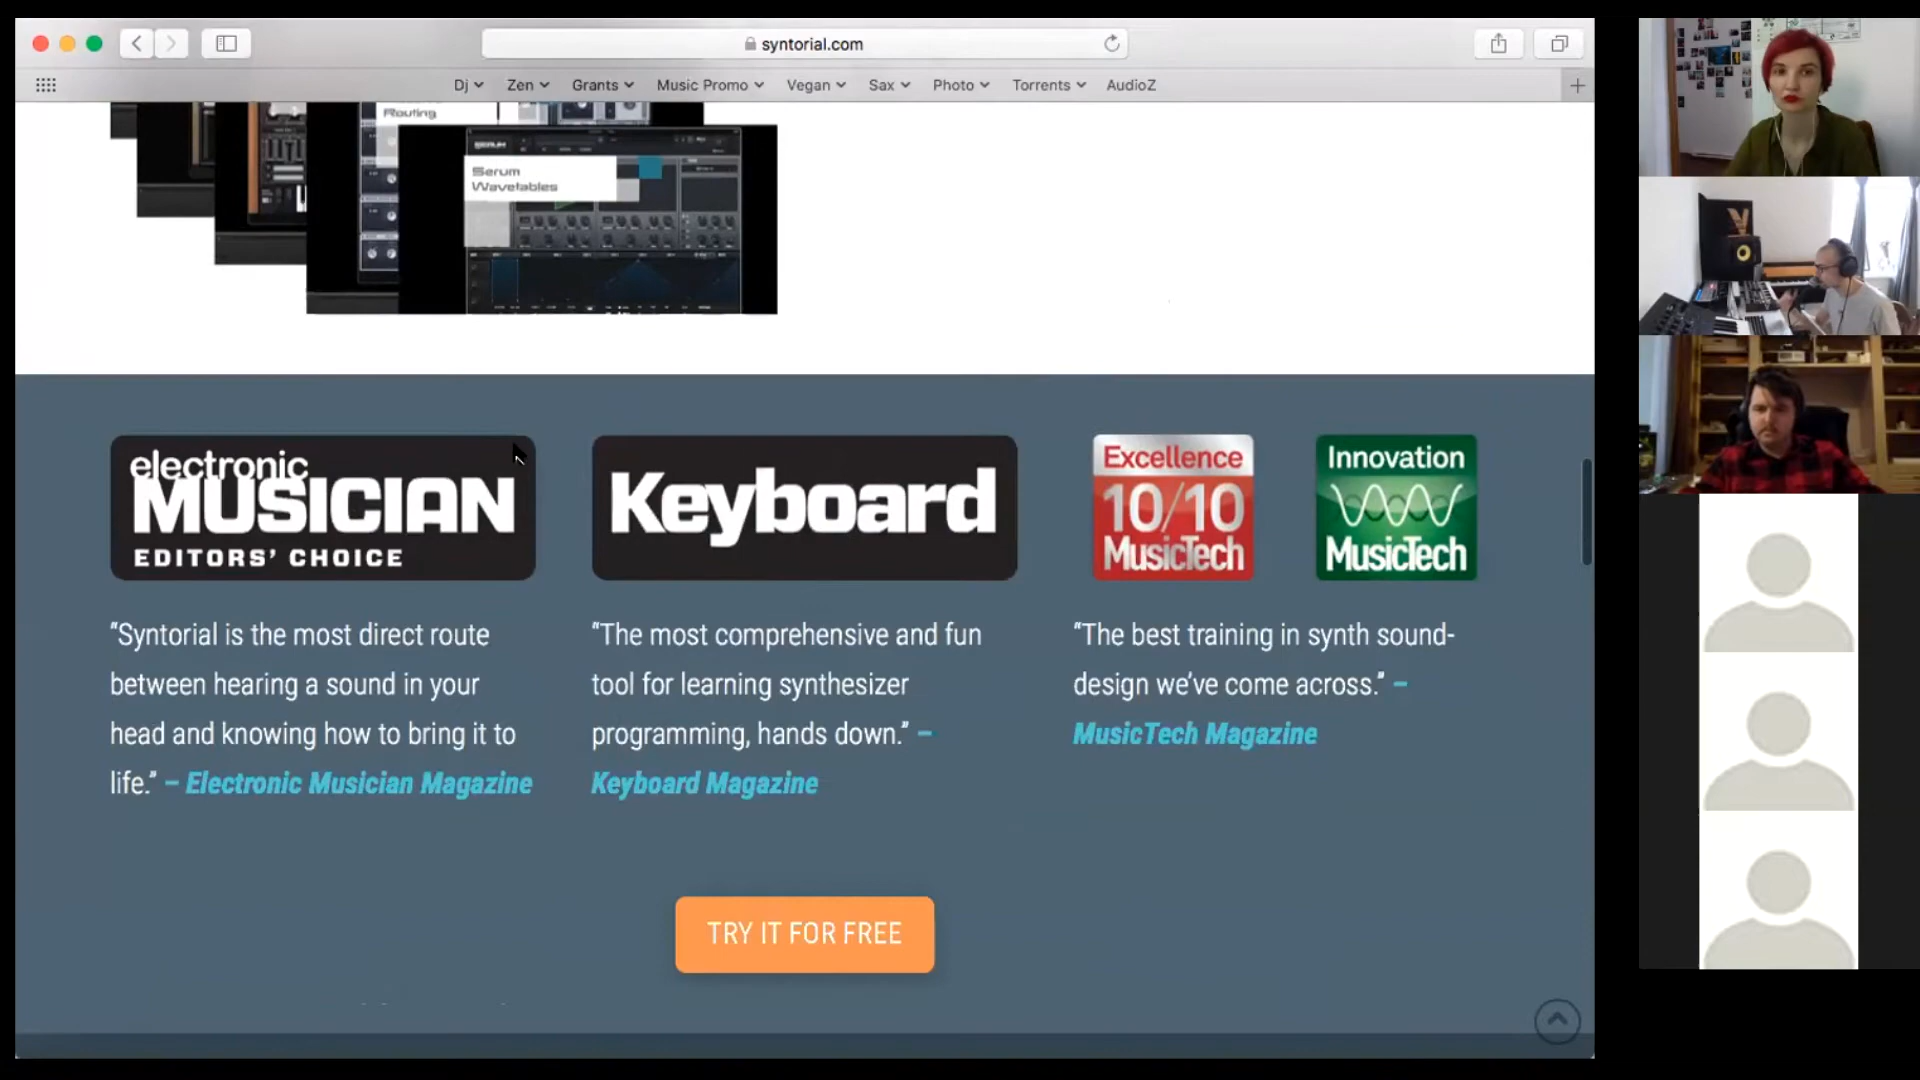 syntorial.com
Dj Zen Grants Music Promo Vegan Sax Photo Torrents AudioZ
Routing
Serum
Wavetables
electronic
MUSICIAN
EDITORS' CHOICE
Keyboard
Excellence
10/10
MusicTech
Innovation
MusicTech
“Syntorial is the most direct route
between hearing a sound in your
head and knowing how to bring it to
life.” – Electronic Musician Magazine
“The most comprehensive and fun
tool for learning synthesizer
programming, hands down.” –
Keyboard Magazine
“The best training in synth sound-
design we’ve come across.” –
MusicTech Magazine
TRY IT FOR FREE